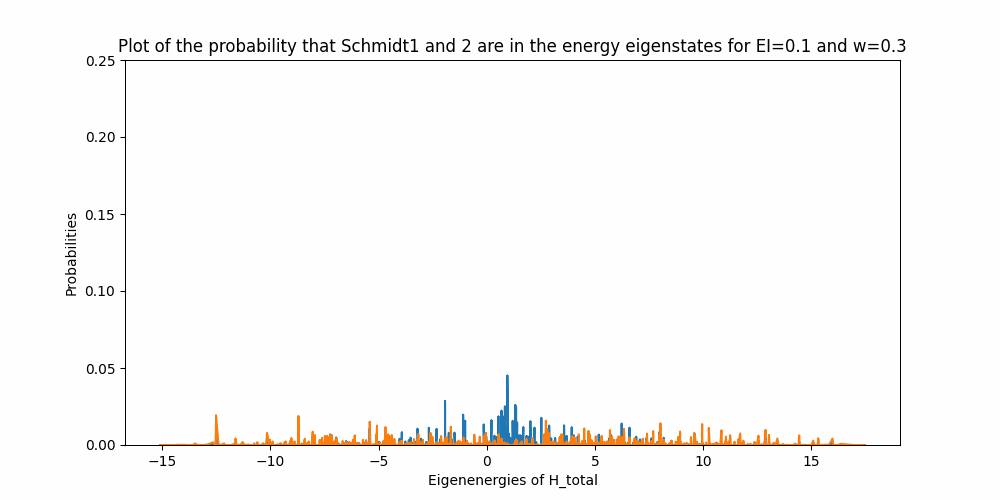 Plot of the probability that Schmidt1 and 2 are in the energy eigenstates for EI=0.1 and w=0.3
0.25
0.20
0.15
0.10
0.05
0.00
Probabilities
−15 −10 −5 0 5 10 15
Eigenenergies of H_total